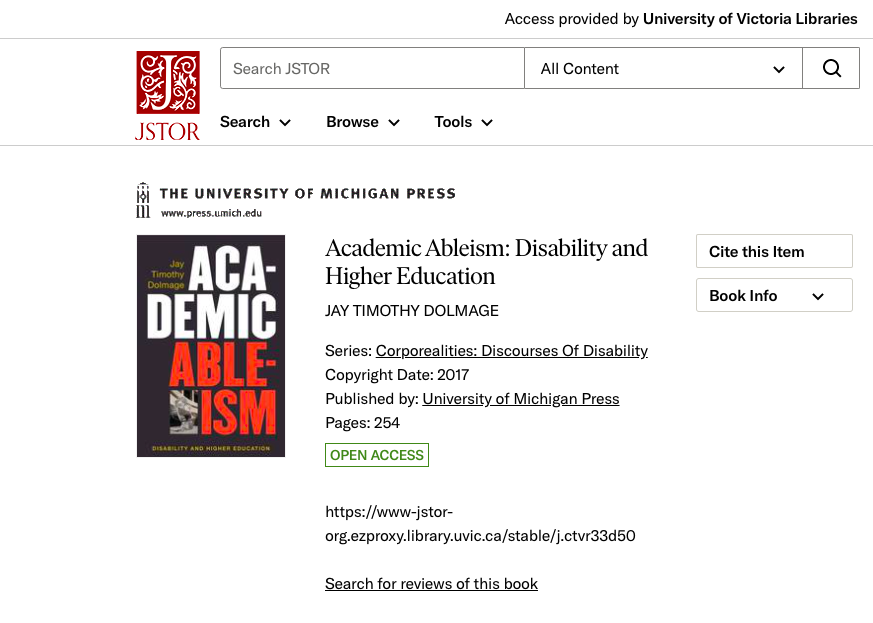 Access provided by University of Victoria Libraries
Search JSTOR
All Content
JSTOR
Search
Browse
Tools
THE UNIVERSITY OF MICHIGAN PRESS
www.press.umich.edu
Jay
Timothy
Dolmage
ACA-
DEMIC
ABLE-
ISM
DISABILITY AND HIGHER EDUCATION
Academic Ableism: Disability and
Higher Education
JAY TIMOTHY DOLMAGE
Series: Corporealities: Discourses Of Disability
Copyright Date: 2017
Published by: University of Michigan Press
Pages: 254
OPEN ACCESS
https://www-jstor-
org.ezproxy.library.uvic.ca/stable/j.ctvr33d50
Search for reviews of this book
Cite this Item
Book Info